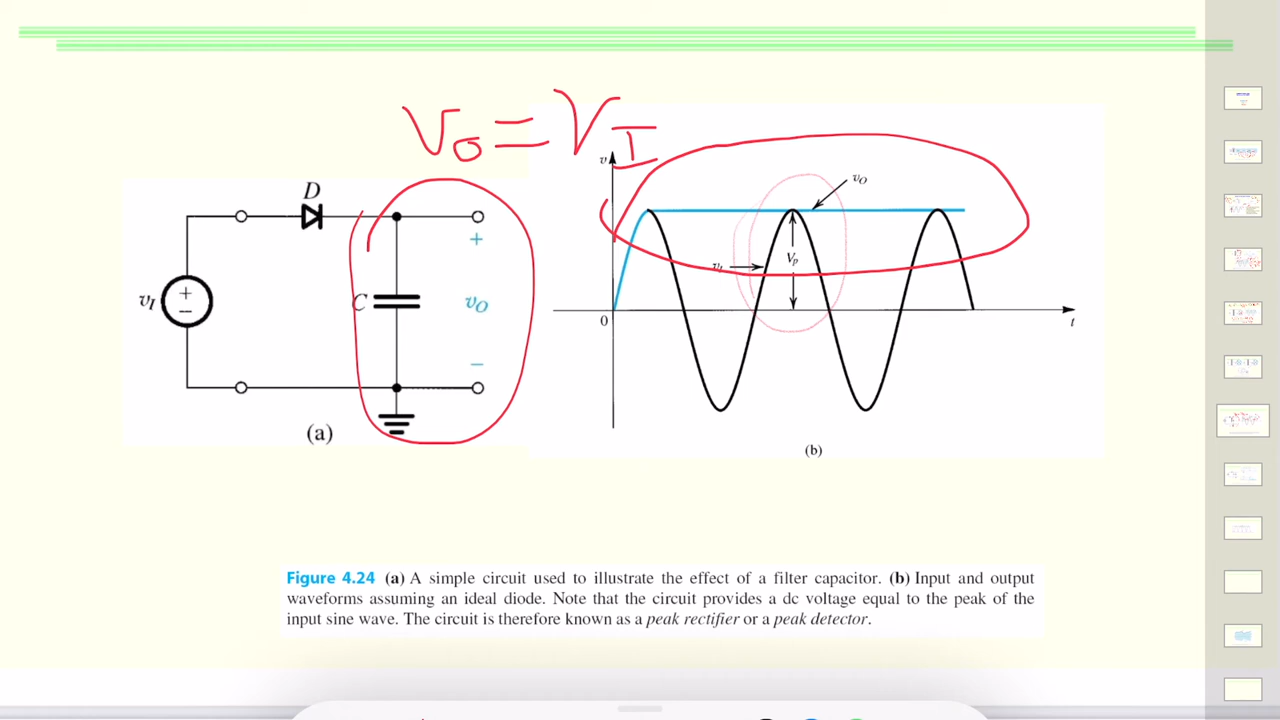 V_O = V_I
D
v_I
+
−
C
+
v_O
−
(a)
v
v_O
v_I
V_p
0
t
(b)
Figure 4.24 (a) A simple circuit used to illustrate the effect of a filter capacitor. (b) Input and output
waveforms assuming an ideal diode. Note that the circuit provides a dc voltage equal to the peak of the
input sine wave. The circuit is therefore known as a peak rectifier or a peak detector.